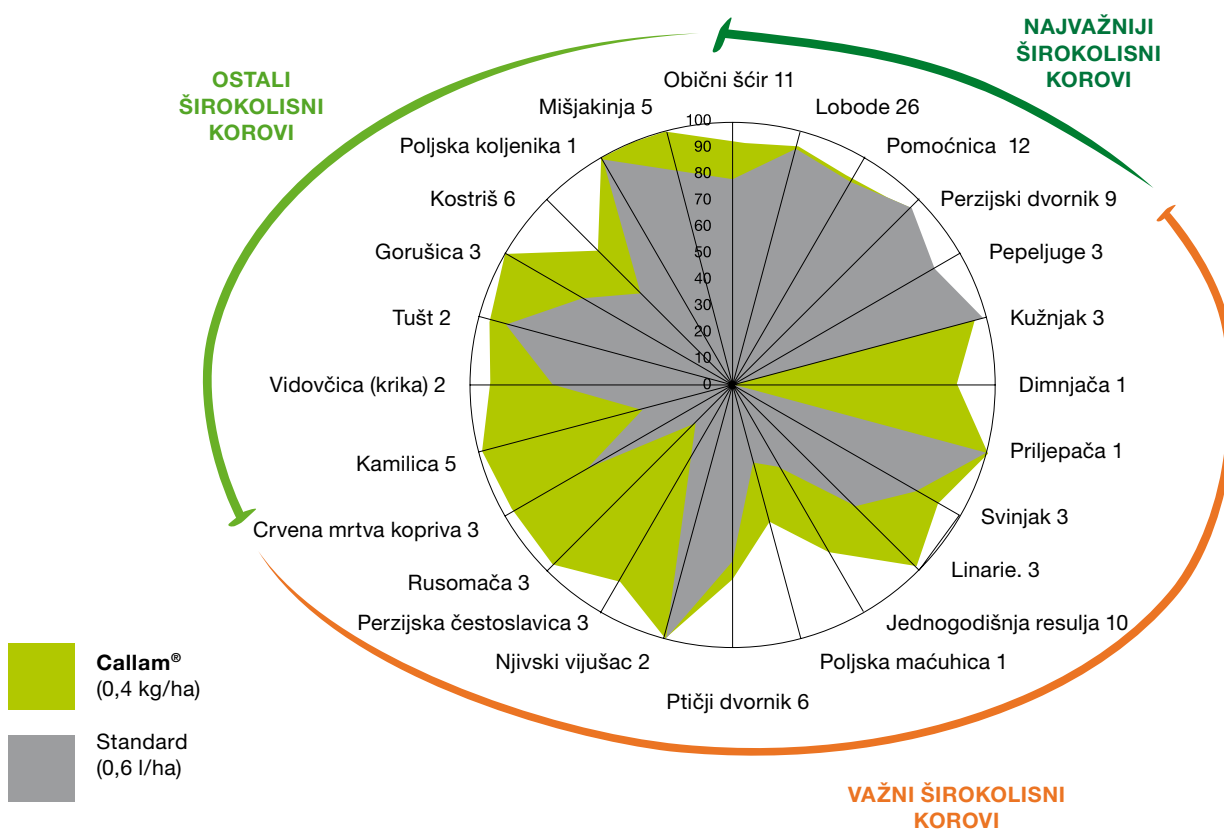 NAJVAŽNIJI
ŠIROKOLISNI
KOROVI
OSTALI
ŠIROKOLISNI
KOROVI
Obični šćir 11
Lobode 26
Pomoćnica 12
Perzijski dvornik 9
Pepeljuge 3
Kužnjak 3
Dimnjača 1
Priljepača 1
Svinjak 3
Linarie. 3
Jednogodišnja resulja 10
Poljska maćuhica 1
Ptičji dvornik 6
Njivski vijušac 2
Perzijska čestoslavica 3
Rusomača 3
Crvena mrtva kopriva 3
Kamilica 5
Vidovčica (krika) 2
Tušt 2
Gorušica 3
Kostriš 6
Poljska koljenika 1
Mišjakinja 5
100
90
80
70
60
50
40
30
20
10
0
Callam®
(0,4 kg/ha)
Standard
(0,6 l/ha)
VAŽNI ŠIROKOLISNI
KOROVI